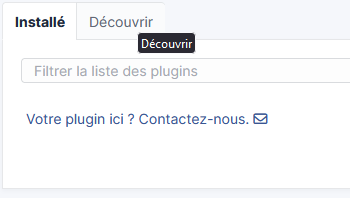 Installé Découvrir
Découvrir
Filtrer la liste des plugins
Votre plugin ici ? Contactez-nous.